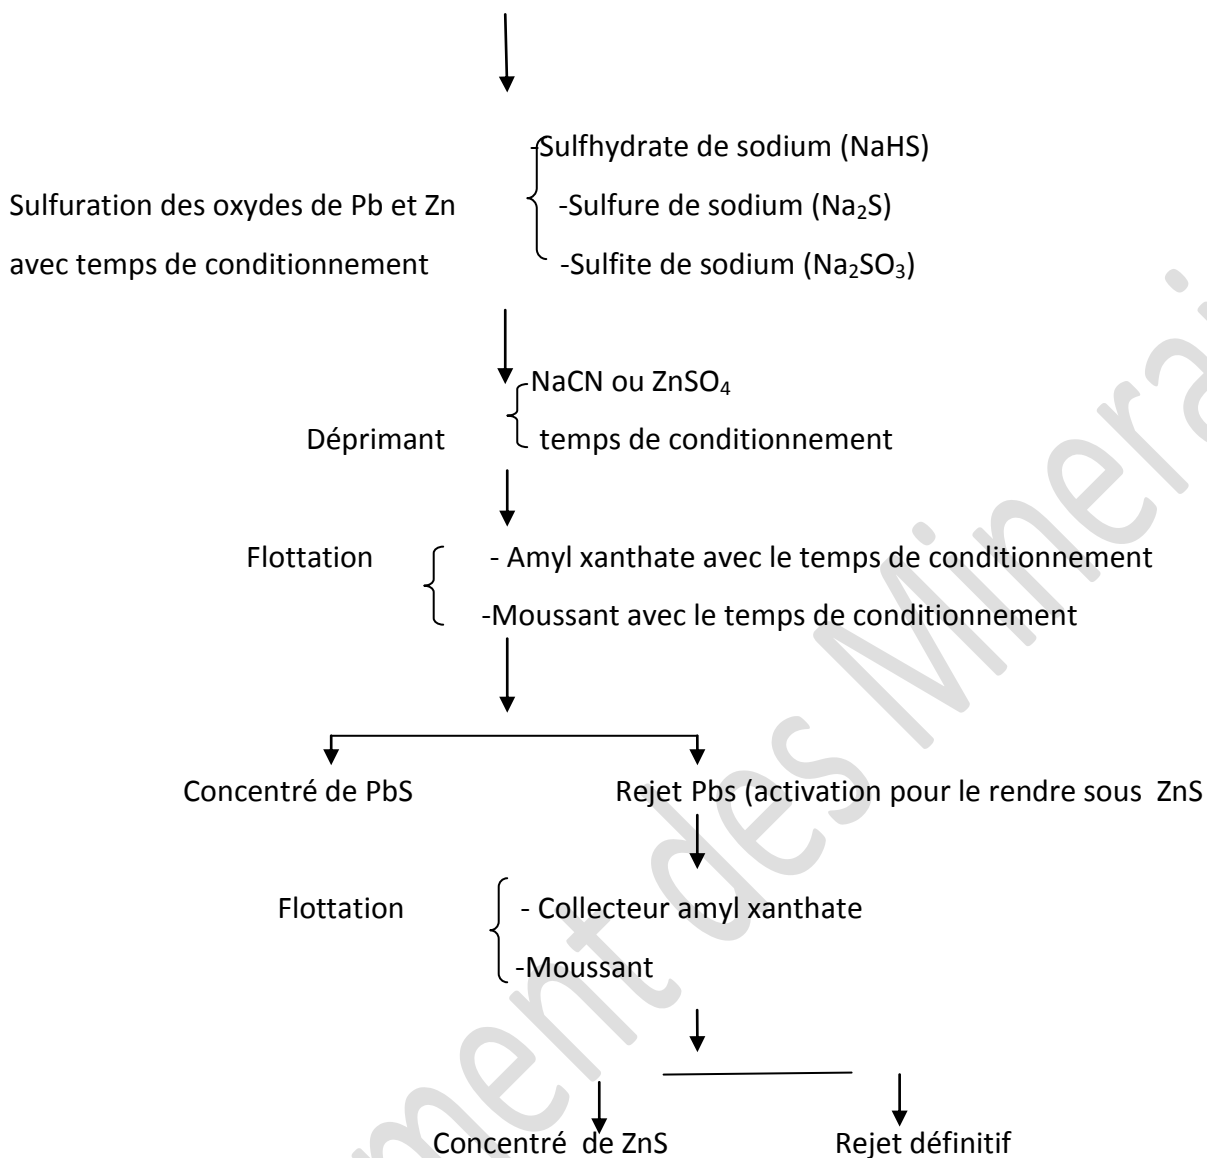 -Sulfhydrate de sodium (NaHS)
Sulfuration des oxydes de Pb et Zn -Sulfure de sodium (Na₂S)
avec temps de conditionnement -Sulfite de sodium (Na₂SO₃)
NaCN ou ZnSO₄
Déprimant temps de conditionnement
Flottation - Amyl xanthate avec le temps de conditionnement
-Moussant avec le temps de conditionnement
Concentré de PbS Rejet Pbs (activation pour le rendre sous ZnS
Flottation - Collecteur amyl xanthate
-Moussant
Concentré de ZnS Rejet définitif
des